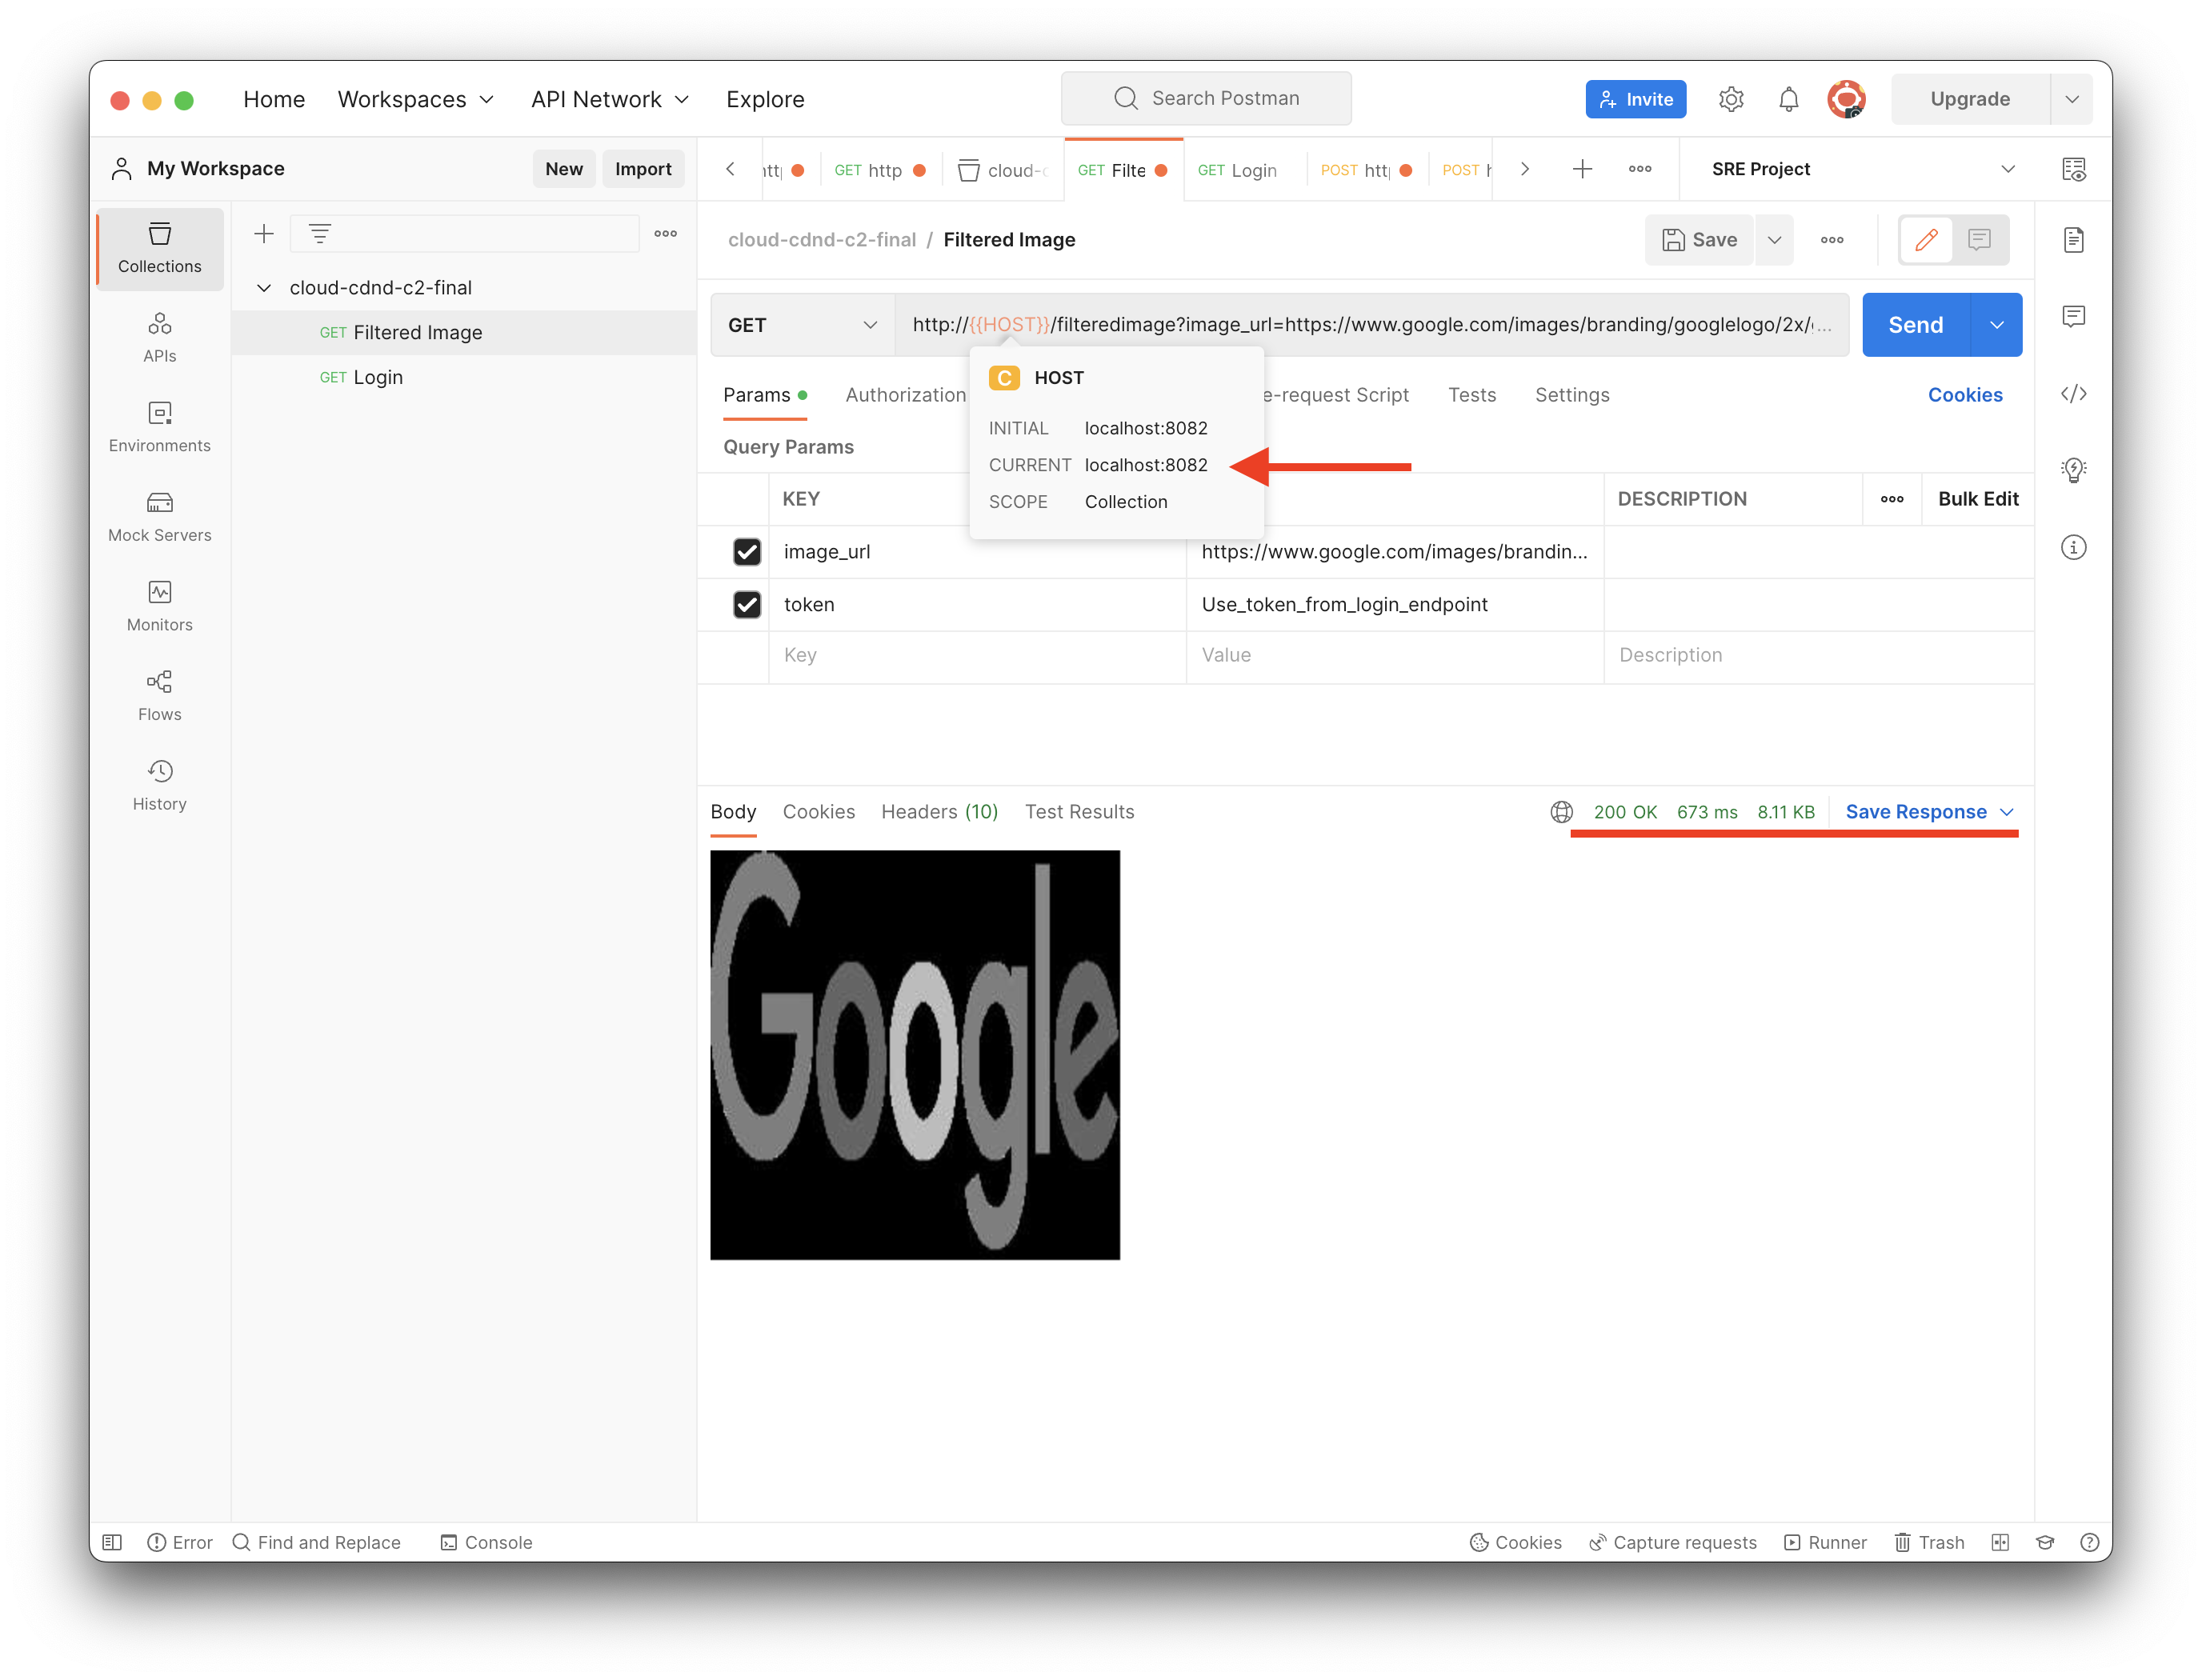 Home Workspaces API Network Explore Search Postman Invite Upgrade
My Workspace New Import GET http cloud- GET Filte GET Login POST POST SRE Project
Collections
APIs
Environments
Mock Servers
Monitors
Flows
History
cloud-cdnd-c2-final
GET Filtered Image
GET Login
cloud-cdnd-c2-final / Filtered Image Save
GET http://{{HOST}}/filteredimage?image_url=https://www.google.com/images/branding/googlelogo/2x/... Send
C HOST
INITIAL localhost:8082
CURRENT localhost:8082
SCOPE Collection
Params Authorization e-request Script Tests Settings Cookies
Query Params
KEY DESCRIPTION Bulk Edit
image_url https://www.google.com/images/brandin...
token Use_token_from_login_endpoint
Key Value Description
Body Cookies Headers (10) Test Results 200 OK 673 ms 8.11 KB Save Response
Google
Error Find and Replace Console Cookies Capture requests Runner Trash